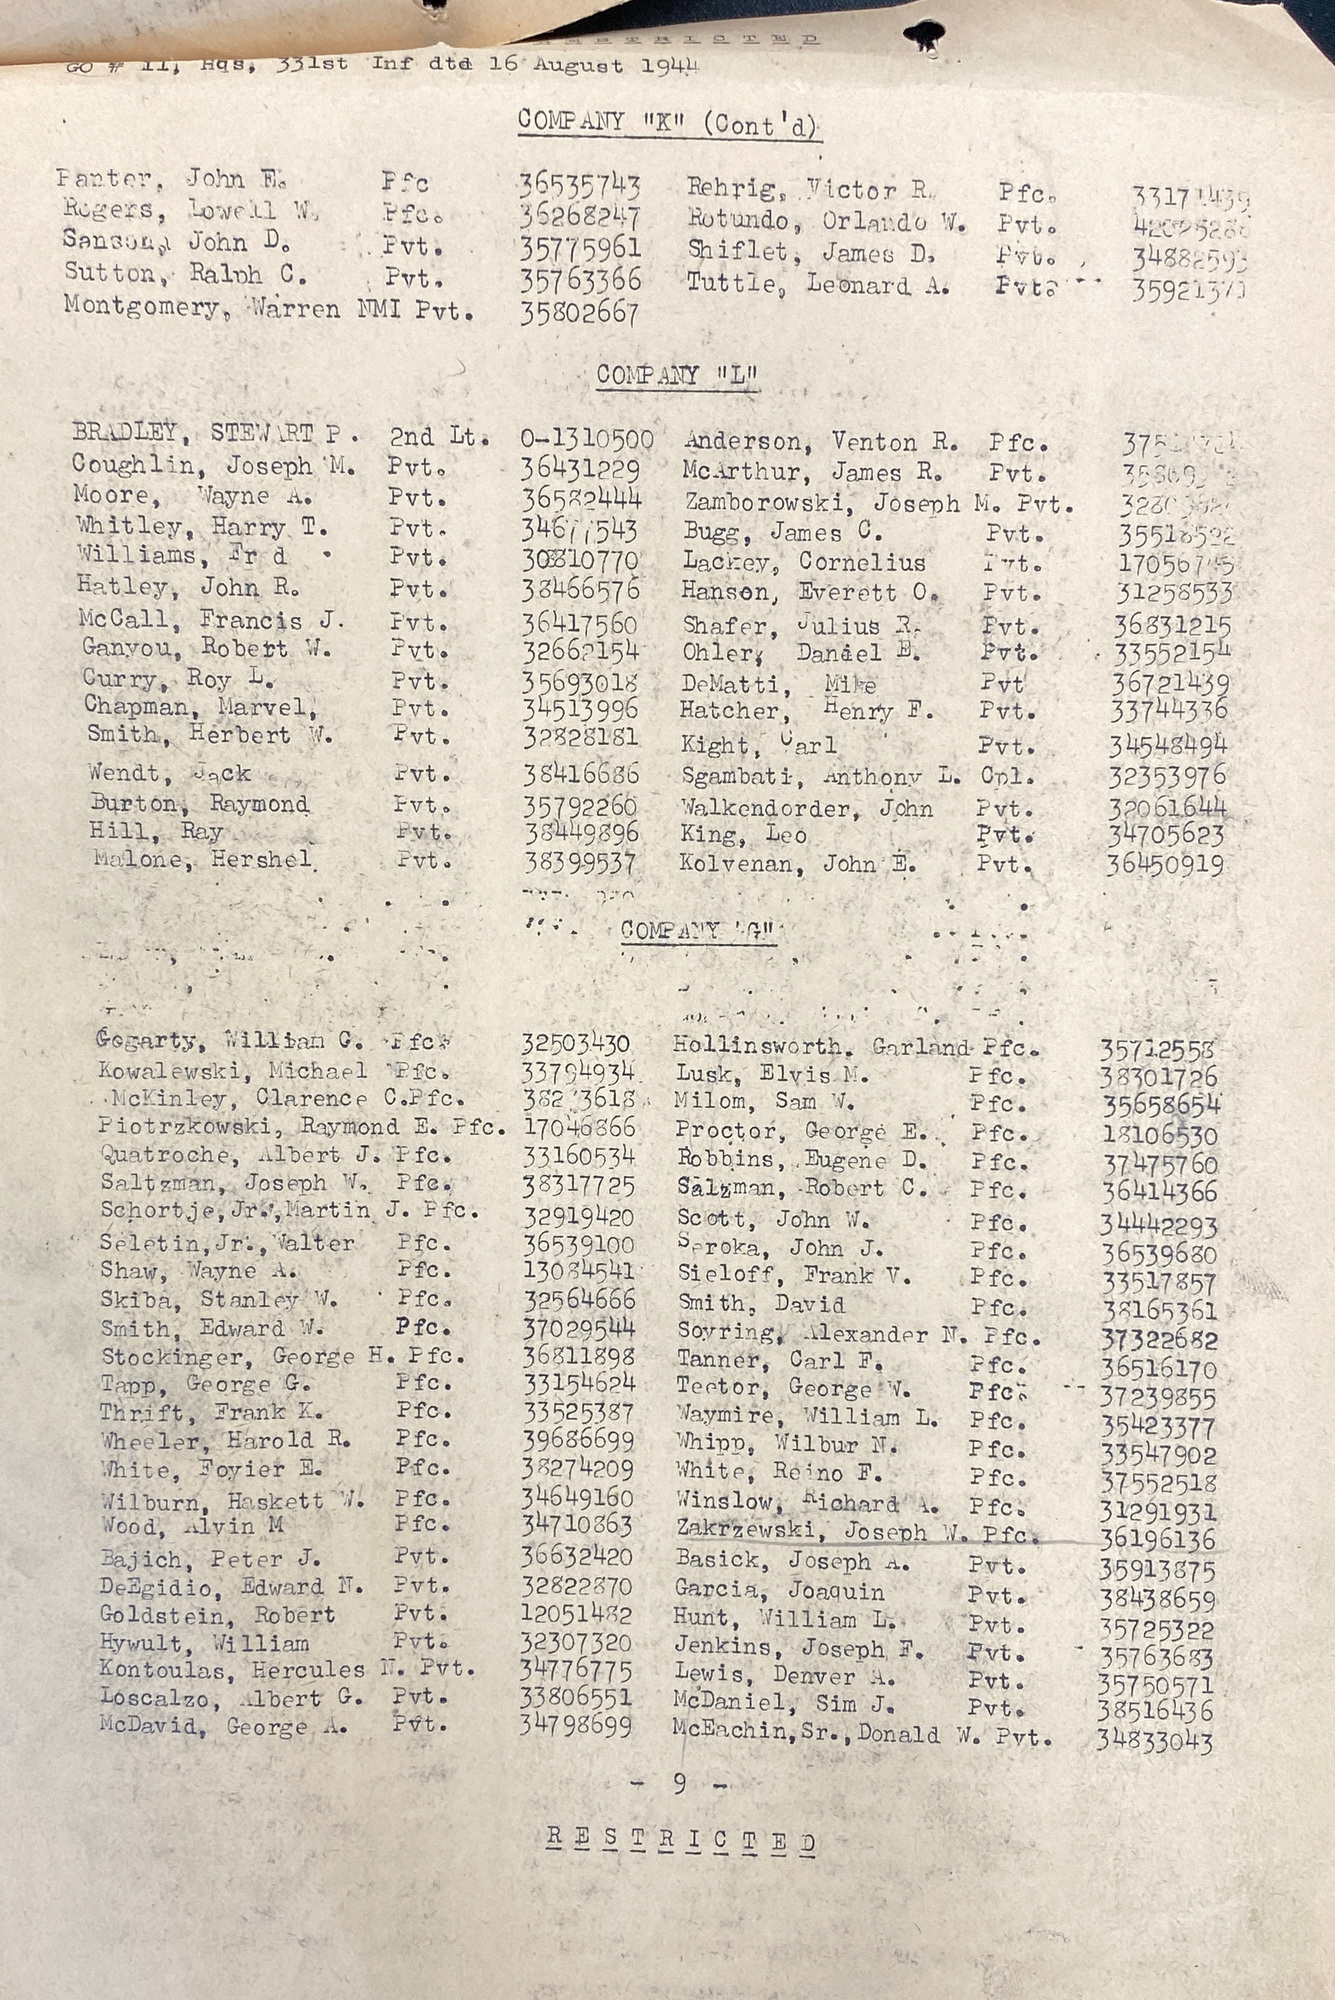 RESTRICTED
GO # 11, Hqs, 331st Inf dtd 16 August 1944
COMPANY "K" (Cont'd)
Panter, John E. Pfc 36535743 Rehrig, Victor R. Pfc.
Rogers, Lowell W. Pfc. 36268247 Rotundo, Orlando W. Pvt.
John D. Pvt. 35775961 Shiflet, James D. Pvt.
Sutton, Ralph C. Pvt. 35763366 Tuttle, Leonard A. Pvt. 35921371
Montgomery, Warren NMI Pvt. 35802667
COMPANY "L"
BRADLEY, STEWART P. 2nd Lt. O-1310500 Anderson, Venton R. Pfc.
Coughlin, Joseph M. Pvt. 36431229 McArthur, James R. Pvt.
Moore, Wayne A. Pvt. 36582444 Zamborowski, Joseph M. Pvt.
Whitley, Harry T. Pvt. 34677543 Bugg, James C. Pvt. 35518522
Williams, Fr d Pvt. 30810770 Lackey, Cornelius Pvt.
Hatley, John R. Pvt. 38466576 Hanson, Everett O. Pvt. 31258533
McCall, Francis J. Pvt. 36417560 Shafer, Julius R. Pvt. 36831215
Ganyou, Robert W. Pvt. 32662154 Ohler, Daniel E. Pvt. 33552154
Curry, Roy L. Pvt. 35693018 DeMatti, Mike Pvt 36721439
Chapman, Marvel, Pvt. 34513996 Hatcher, Henry F. Pvt. 33744336
Smith, Herbert W. Pvt. 32828181 Kight, Carl Pvt. 34548494
Wendt, Jack Pvt. 38416686 Sgambati, Anthony L. Cpl. 32353976
Burton, Raymond Pvt. 35792260 Walkendorder, John Pvt. 32061644
Hill, Ray Pvt. 38449896 King, Leo Pvt. 34705623
Malone, Hershel Pvt. 38399537 Kolvenan, John E. Pvt. 36450919
COMPANY "G"
Gogarty, William G. Pfc. 32503430 Hollinsworth. Garland Pfc. 35712558
Kowalewski, Michael Pfc. 33794934 Lusk, Elvis M. Pfc. 38301726
McKinley, Clarence C.Pfc. Milom, Sam W. Pfc. 35658654
Piotrzkowski, Raymond E. Pfc. 17046866 Proctor, George E. Pfc. 18106530
Quatroche, Albert J. Pfc. 33160534 Robbins, Eugene D. Pfc. 37475760
Saltzman, Joseph W. Pfc. 38317725 Salzman, Robert C. Pfc. 36414366
Schortje,Jr.,Martin J. Pfc. 32919420 Scott, John W. Pfc. 34442293
Seletin,Jr.,Walter Pfc. 36539100 Seroka, John J. Pfc. 36539680
Shaw, Wayne A. Pfc. 13084541 Sieloff, Frank V. Pfc. 33517857
Skiba, Stanley W. Pfc. 32564666 Smith, David Pfc. 38165361
Smith, Edward W. Pfc. 37029544 Soyring, Alexander N. Pfc. 37322682
Stockinger, George H. Pfc. 36811898 Tanner, Carl F. Pfc. 36516170
Tapp, George G. Pfc. 33154624 Teetor, George W. Pfc. 37239855
Thrift, Frank K. Pfc. 33525387 Waymire, William L. Pfc. 35423377
Wheeler, Harold R. Pfc. 39686699 Whipp, Wilbur N. Pfc. 33547902
White, Foyier E. Pfc. 38274209 White, Reino F. Pfc. 37552518
Wilburn, Haskett W. Pfc. 34649160 Winslow, Richard A. Pfc. 31291931
Wood, Alvin M Pfc. 34710863 Zakrzewski, Joseph W. Pfc. 36196136
Bajich, Peter J. Pvt. 36632420 Basick, Joseph A. Pvt. 35913875
DeEgidio, Edward N. Pvt. 32822870 Garcia, Joaquin Pvt. 38438659
Goldstein, Robert Pvt. 12051482 Hunt, William L. Pvt. 35725322
Hywult, William Pvt. 32307320 Jenkins, Joseph F. Pvt. 35763683
Kontoulas, Hercules N. Pvt. 34776775 Lewis, Denver A. Pvt. 35750571
Loscalzo, Albert G. Pvt. 33806551 McDaniel, Sim J. Pvt. 38516436
McDavid, George A. Pvt. 34798699 McEachin,Sr.,Donald W. Pvt. 34833043
- 9 -
RESTRICTED